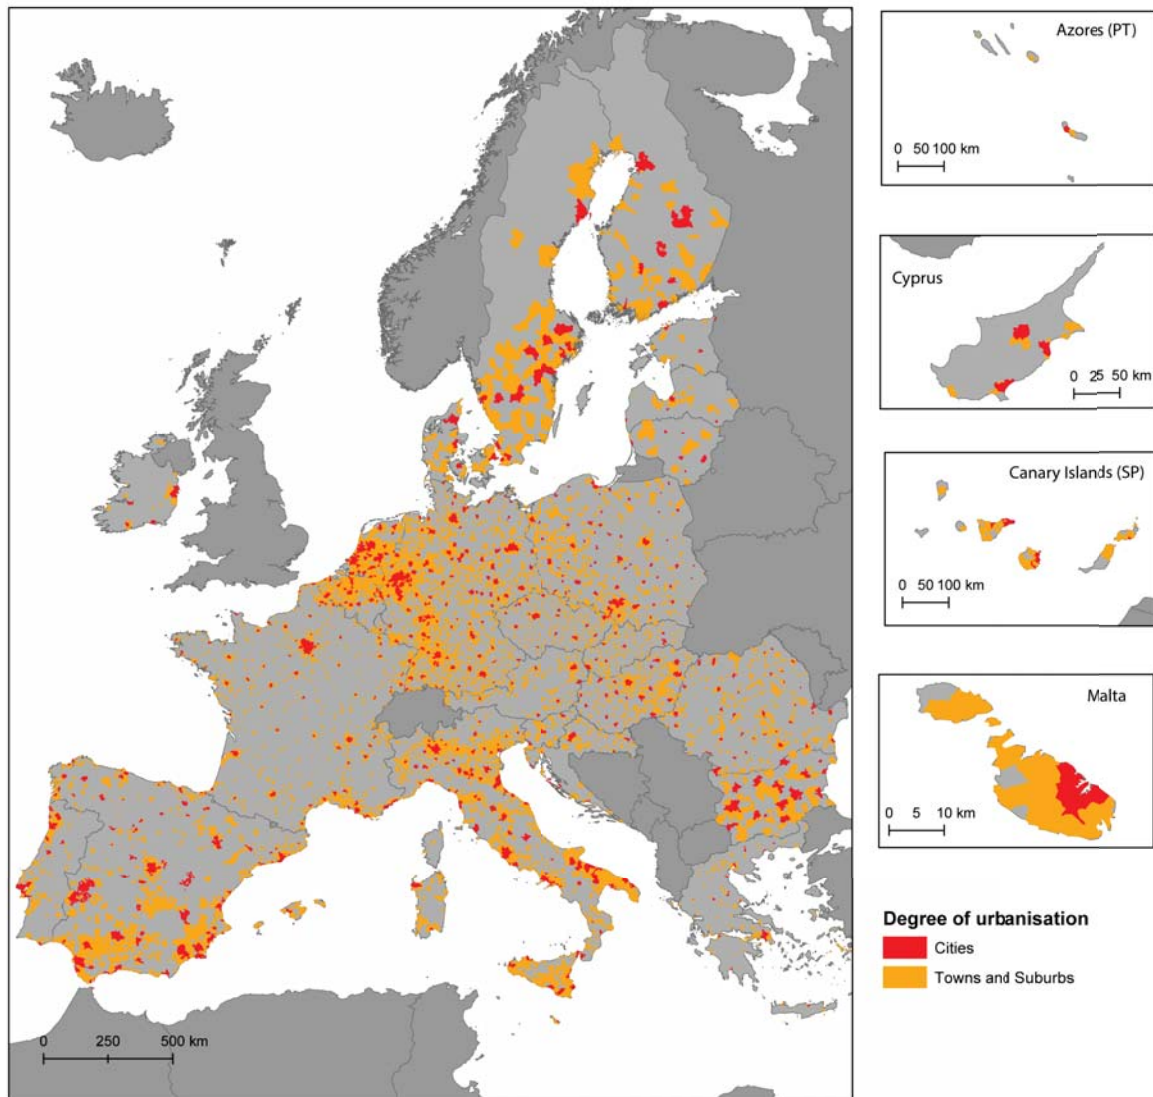 Azores (PT)
0 50 100 km
Cyprus
0 25 50 km
Canary Islands (SP)
0 50 100 km
Malta
0 5 10 km
Degree of urbanisation
Cities
Towns and Suburbs
0 250 500 km